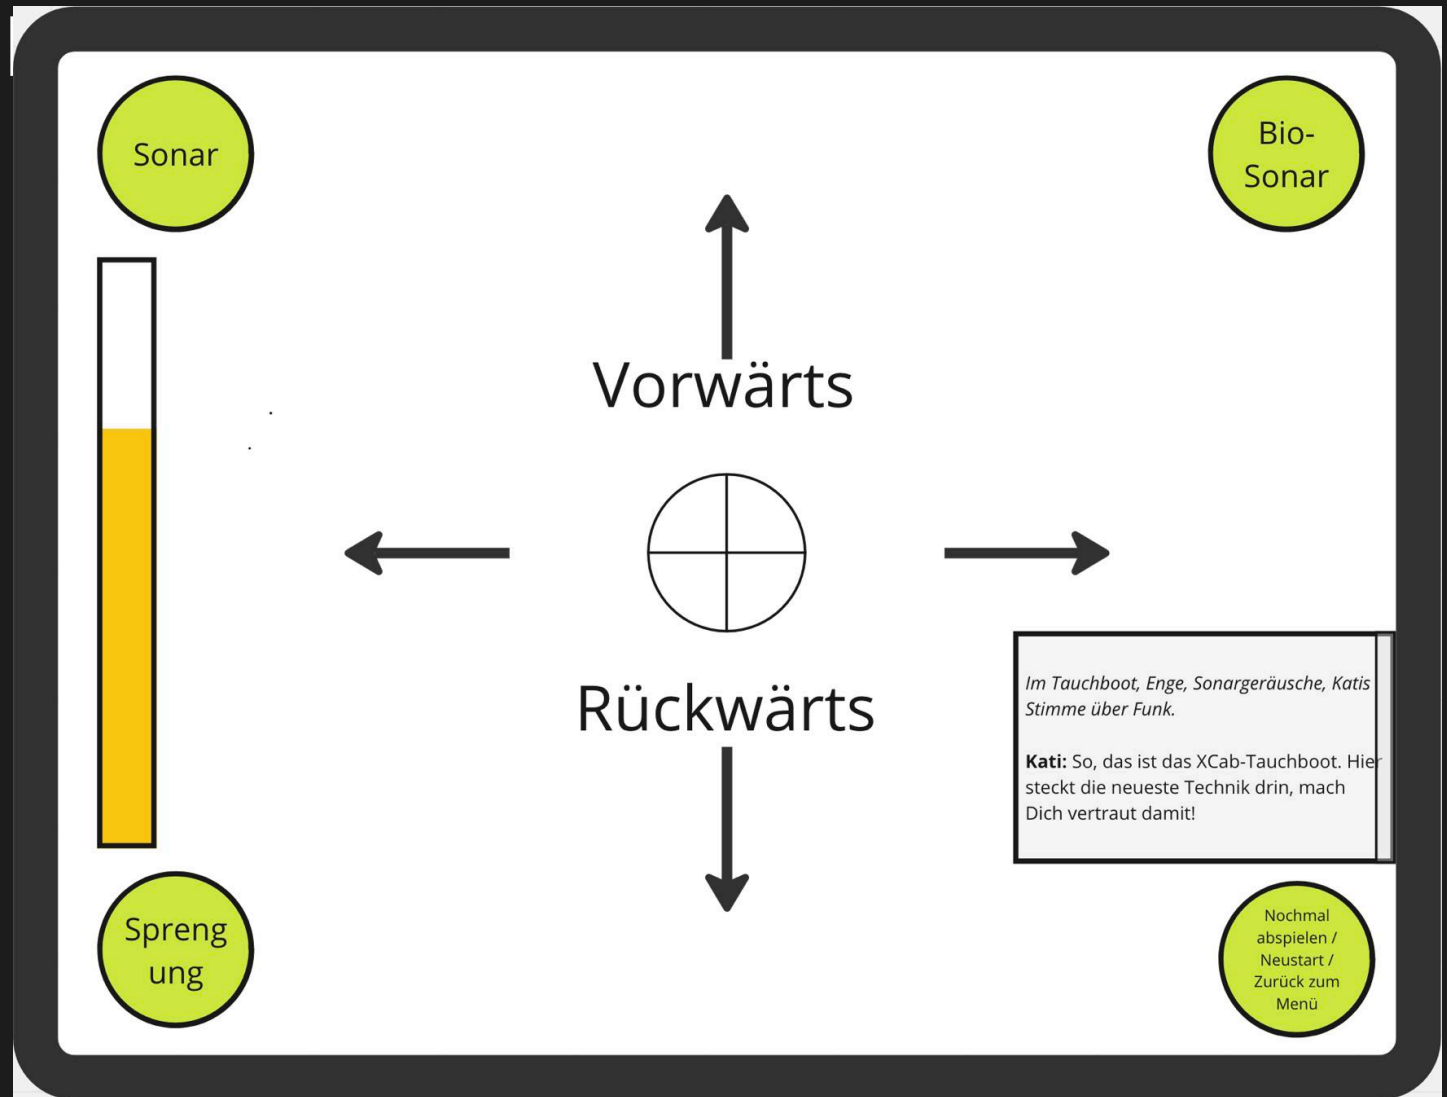 Sonar
Bio-
Sonar
Vorwärts
Rückwärts
Im Tauchboot, Enge, Sonargeräusche, Katis
Stimme über Funk.
Kati: So, das ist das XCab-Tauchboot. Hier
steckt die neueste Technik drin, mach
Dich vertraut damit!
Spreng
ung
Nochmal
abspielen /
Neustart /
Zurück zum
Menü